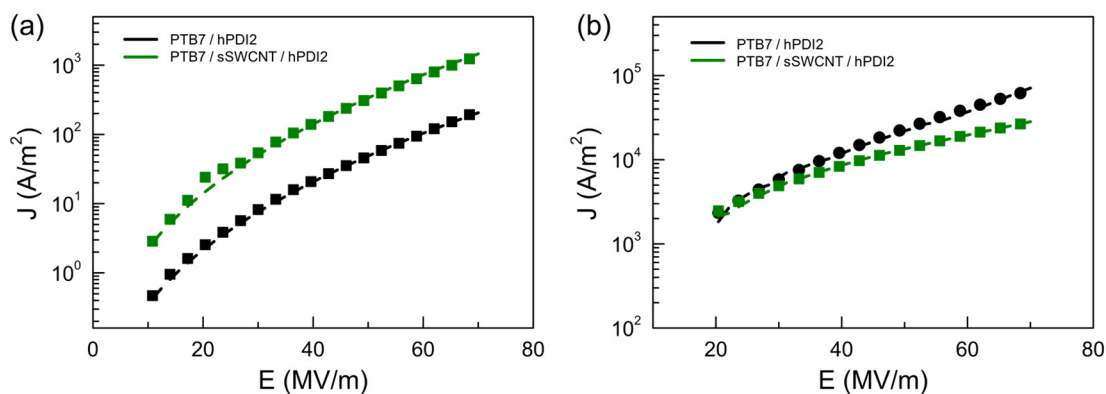 (a)
PTB7 / hPDI2
PTB7 / sSWCNT / hPDI2
10³
10²
10¹
10⁰
J (A/m²)
0
20
40
60
80
E (MV/m)
(b)
PTB7 / hPDI2
PTB7 / sSWCNT / hPDI2
10⁵
10⁴
10³
10²
J (A/m²)
20
40
60
80
E (MV/m)